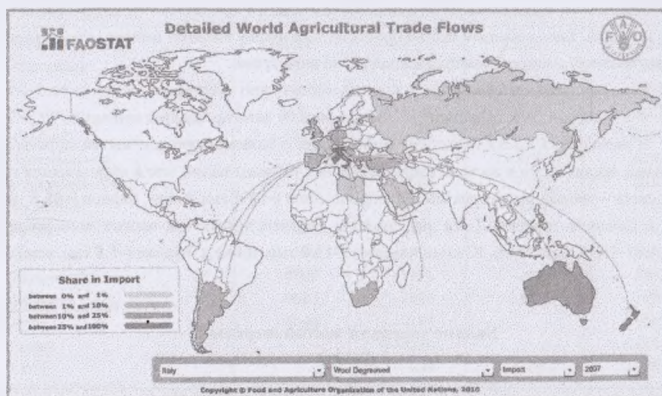 Detailed World Agricultural Trade Flows
FAOSTAT
FAO
Share in Import
between 0% and 1%
between 1% and 10%
between 10% and 25%
between 25% and 100%
Italy
Wool Degreased
Import
2007
Copyright © Food and Agriculture Organization of the United Nations, 2010